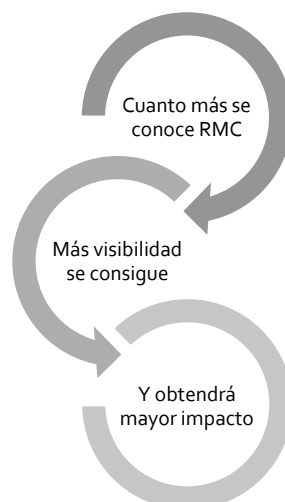 Cuanto más se
conoce RMC
Más visibilidad
se consigue
Y obtendrá
mayor impacto